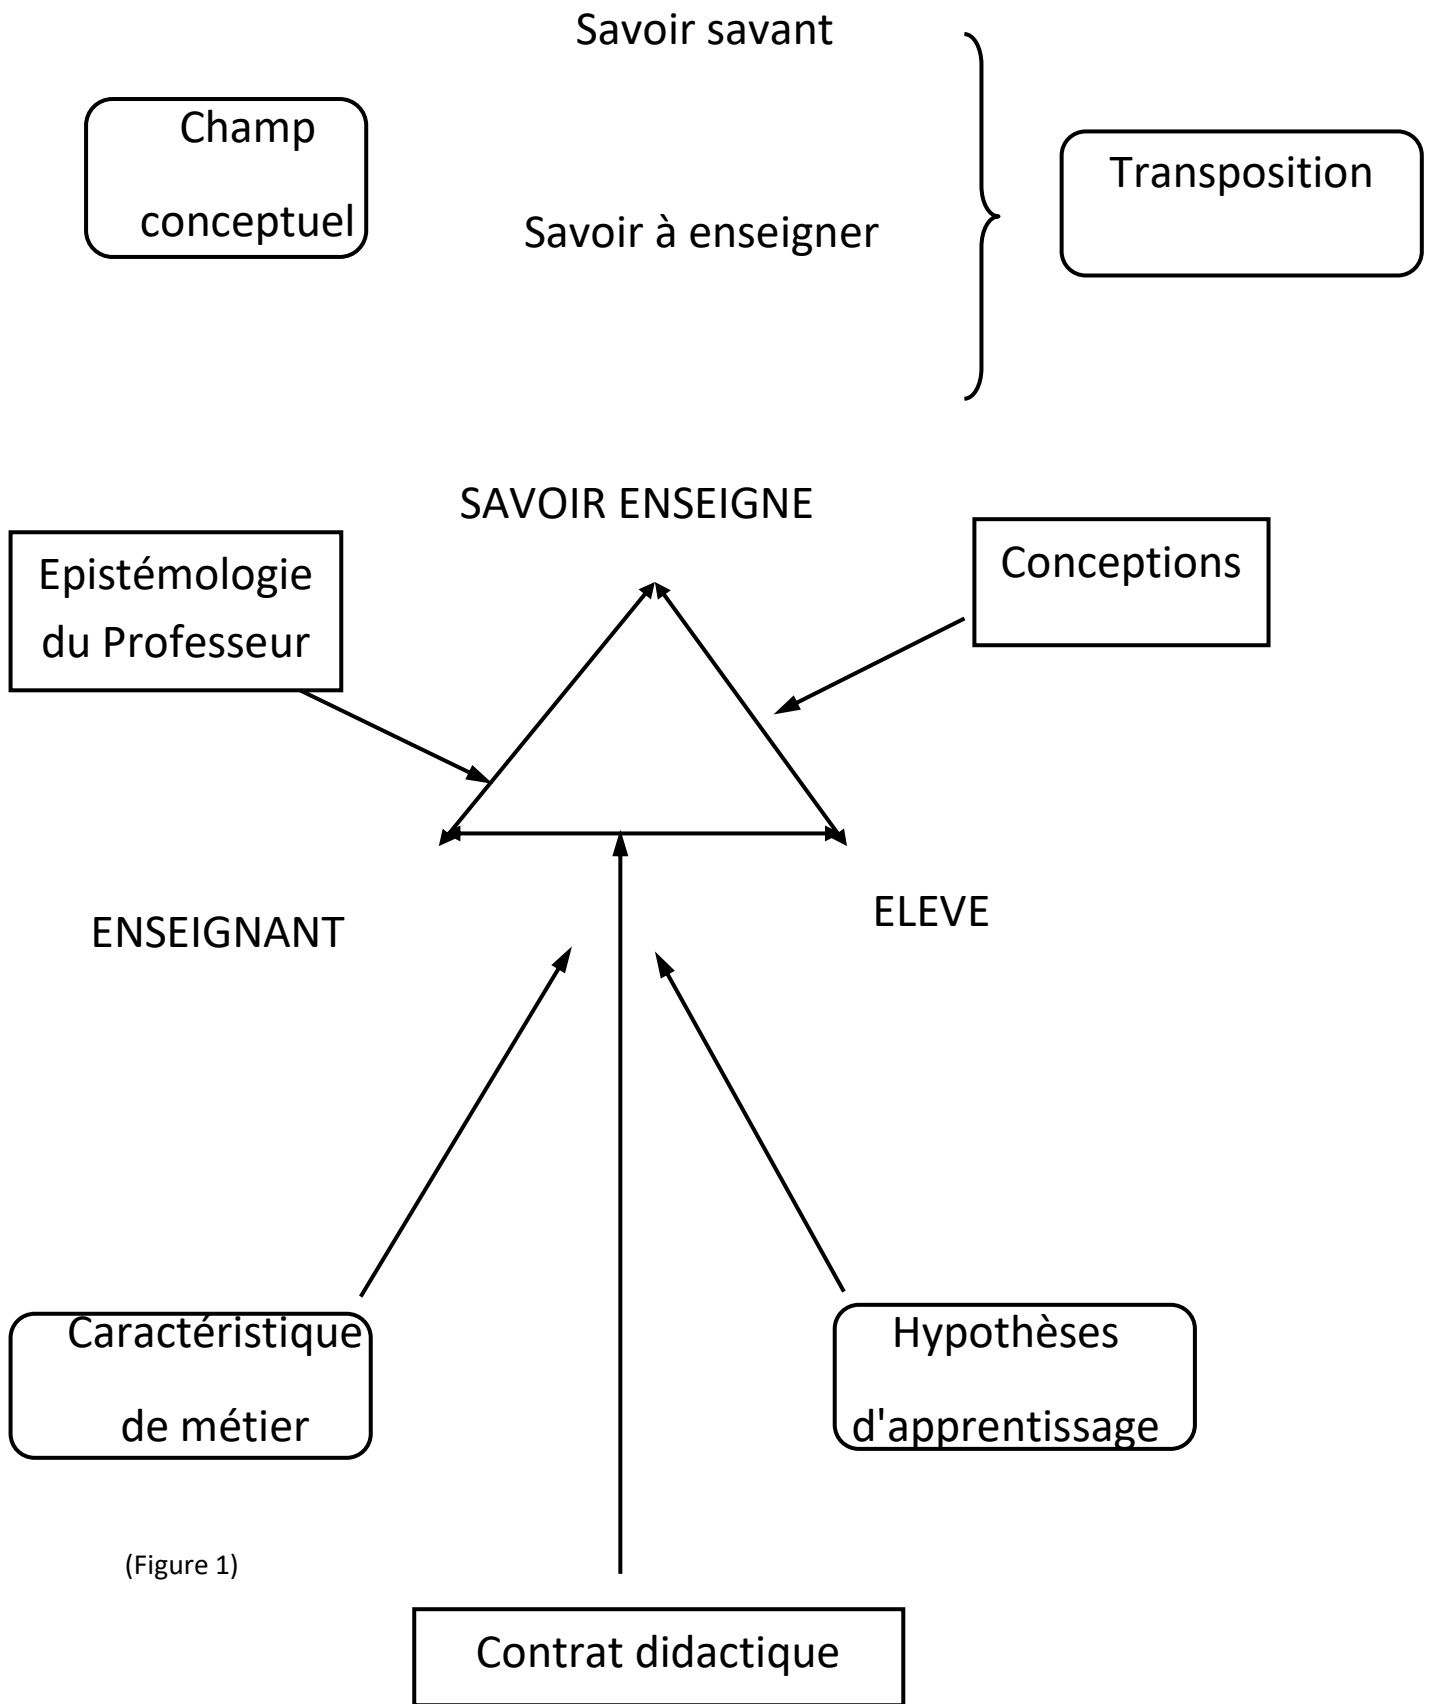 Savoir savant
Champ
conceptuel
Transposition
Savoir à enseigner
SAVOIR ENSEIGNE
Epistémologie
du Professeur
Conceptions
ENSEIGNANT
ELEVE
Caractéristique
de métier
Hypothèses
d'apprentissage
(Figure 1)
Contrat didactique